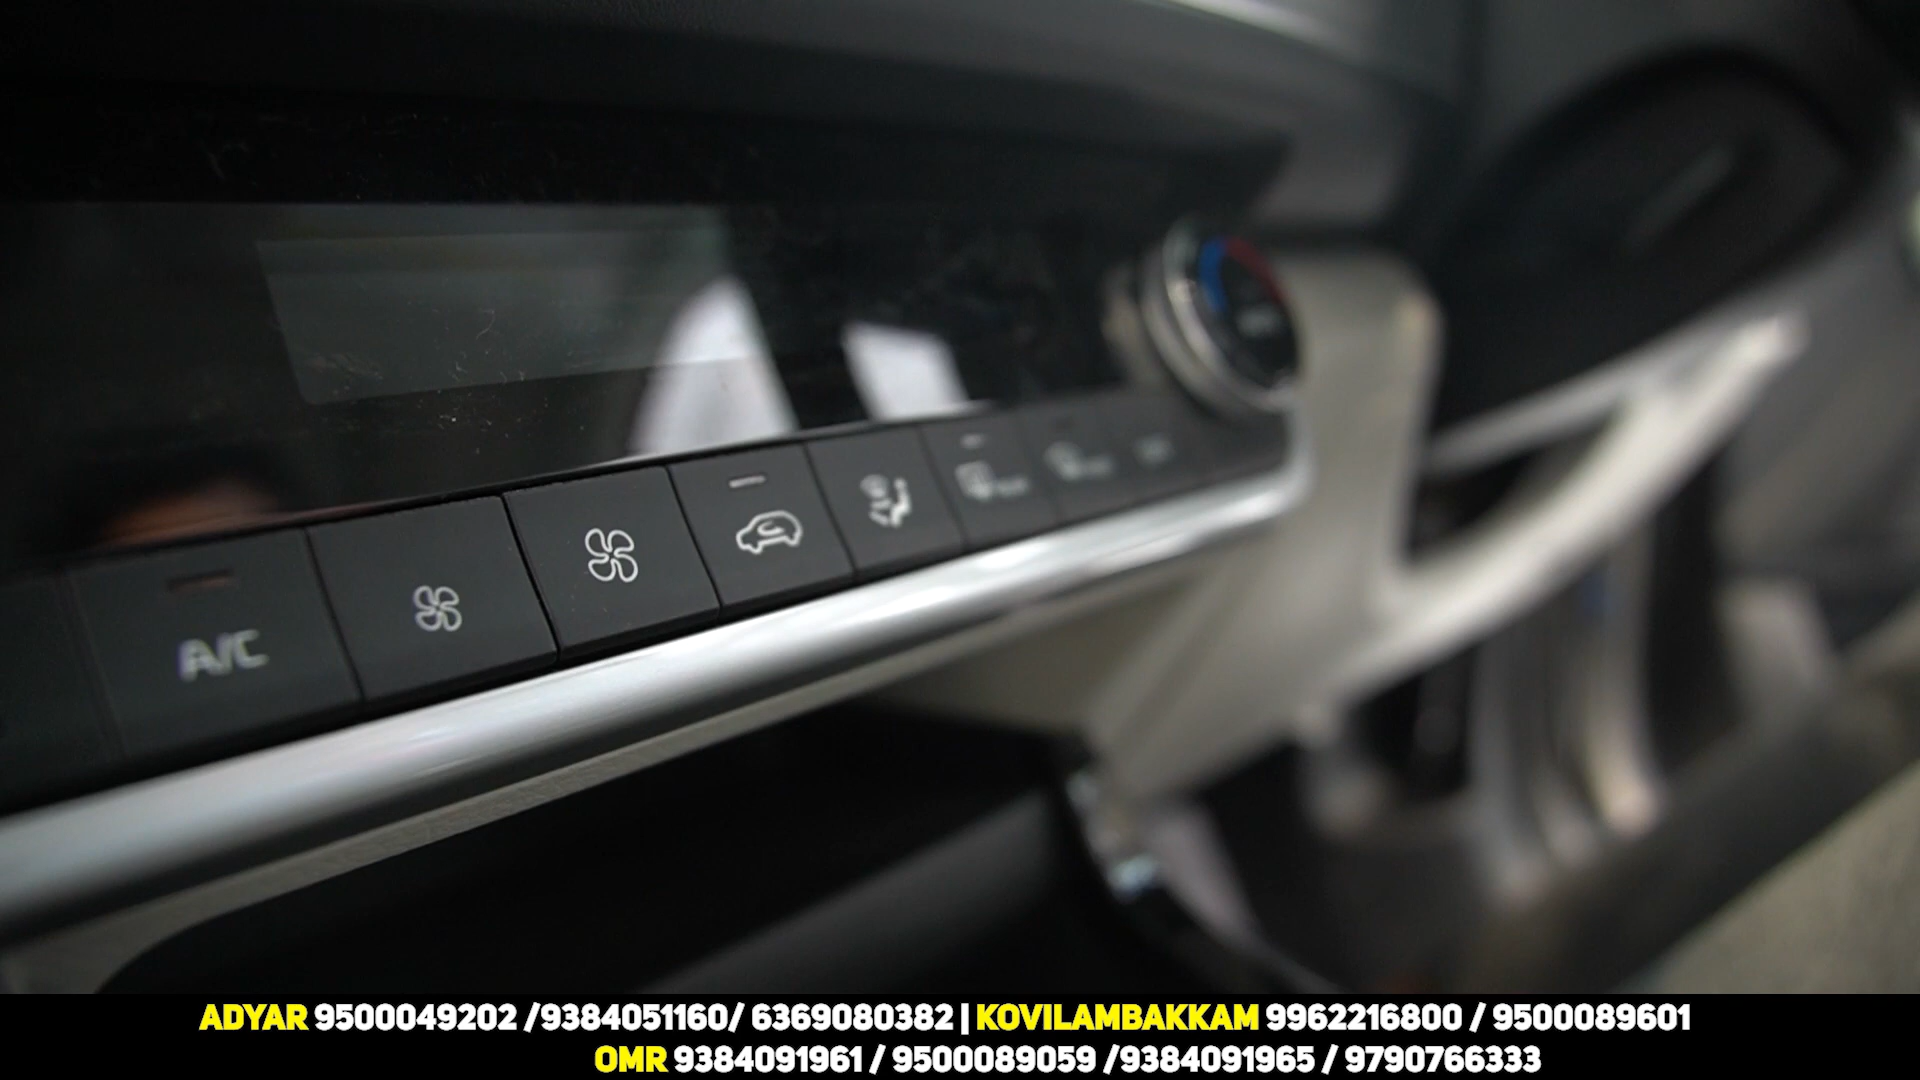 A/C
ADYAR 9500049202 /9384051160/ 6369080382 | KOVILAMBAKKAM 9962216800 / 9500089601
OMR 9384091961 / 9500089059 /9384091965 / 9790766333